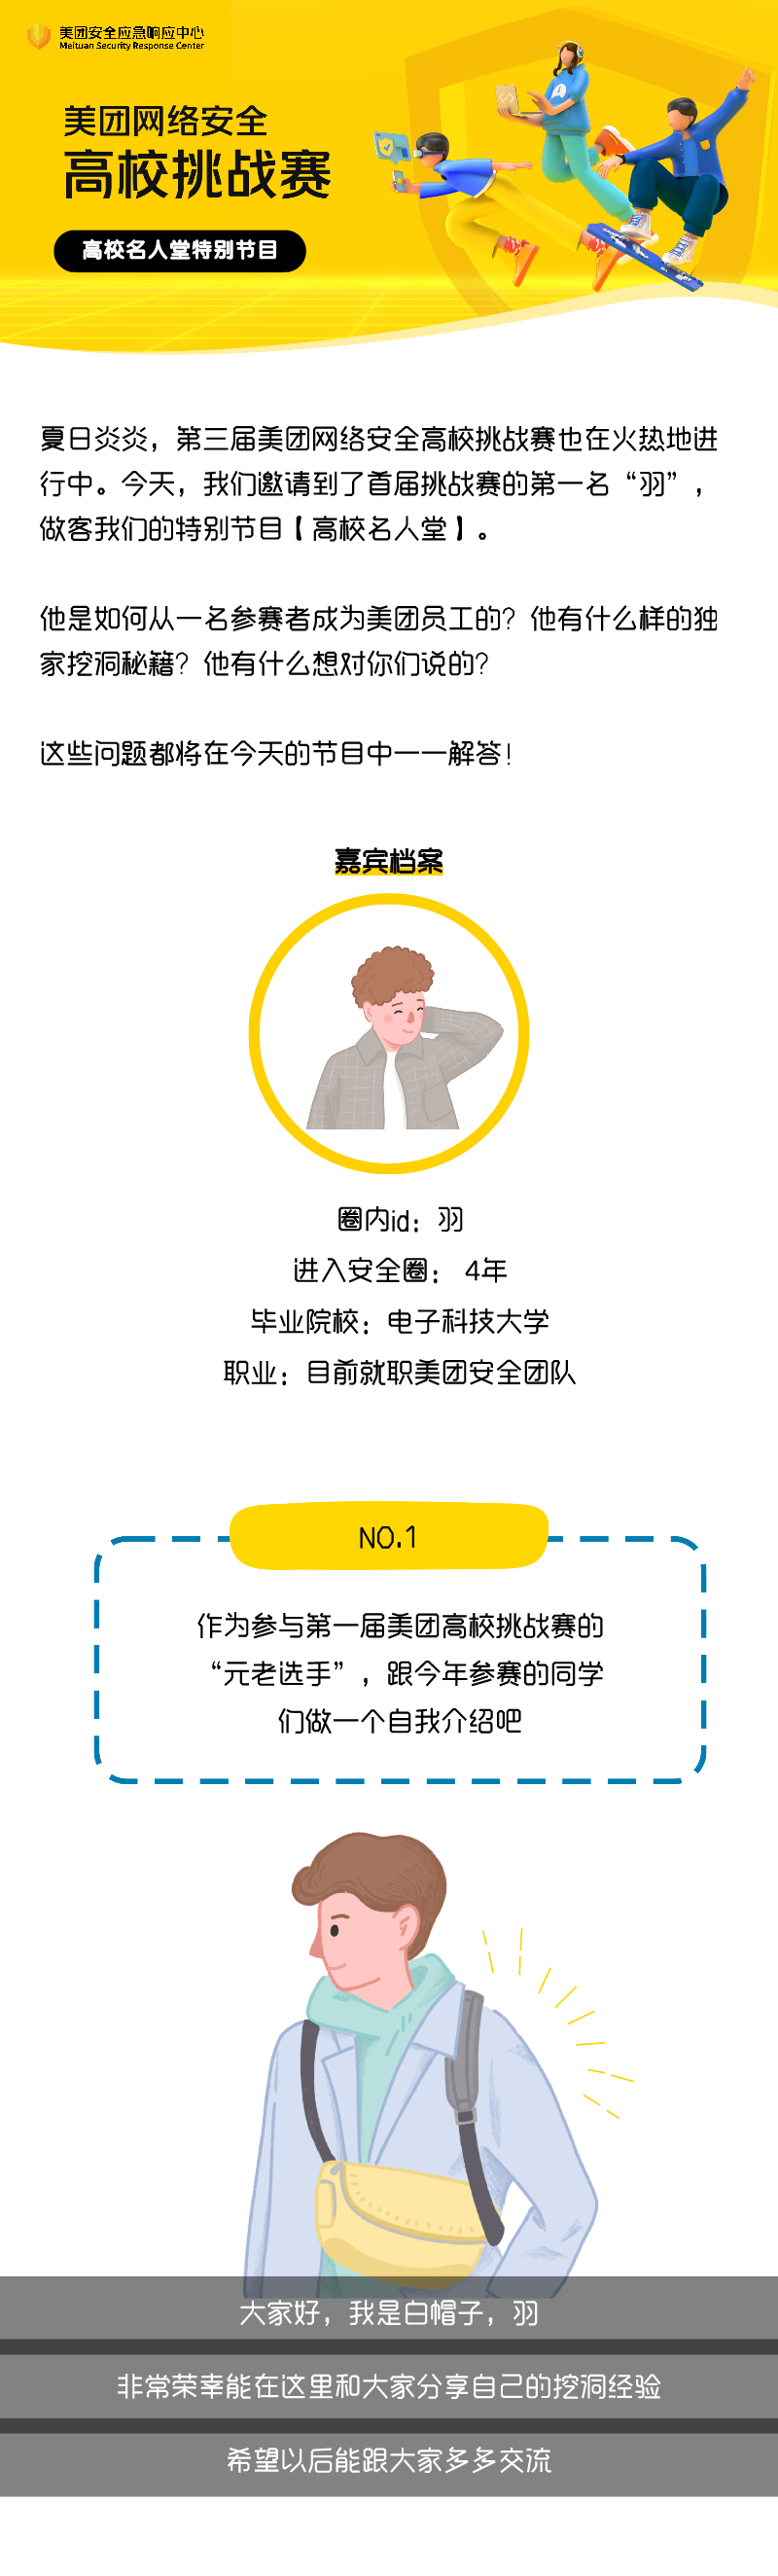 美团安全应急响应中心
Meituan Security Response Center
美团网络安全
高校挑战赛
高校名人堂特别节目
夏日炎炎，第三届美团网络安全高校挑战赛也在火热地进
行中。今天，我们邀请到了首届挑战赛的第一名“羽”，
做客我们的特别节目【高校名人堂】。
他是如何从一名参赛者成为美团员工的？他有什么样的独
家挖洞秘籍？他有什么想对你们说的？
这些问题都将在今天的节目中一一解答！
嘉宾档案
圈内id：羽
进入安全圈： 4年
毕业院校：电子科技大学
职业：目前就职美团安全团队
NO.1
作为参与第一届美团高校挑战赛的
“元老选手”，跟今年参赛的同学
们做一个自我介绍吧
大家好，我是白帽子，羽
非常荣幸能在这里和大家分享自己的挖洞经验
希望以后能跟大家多多交流